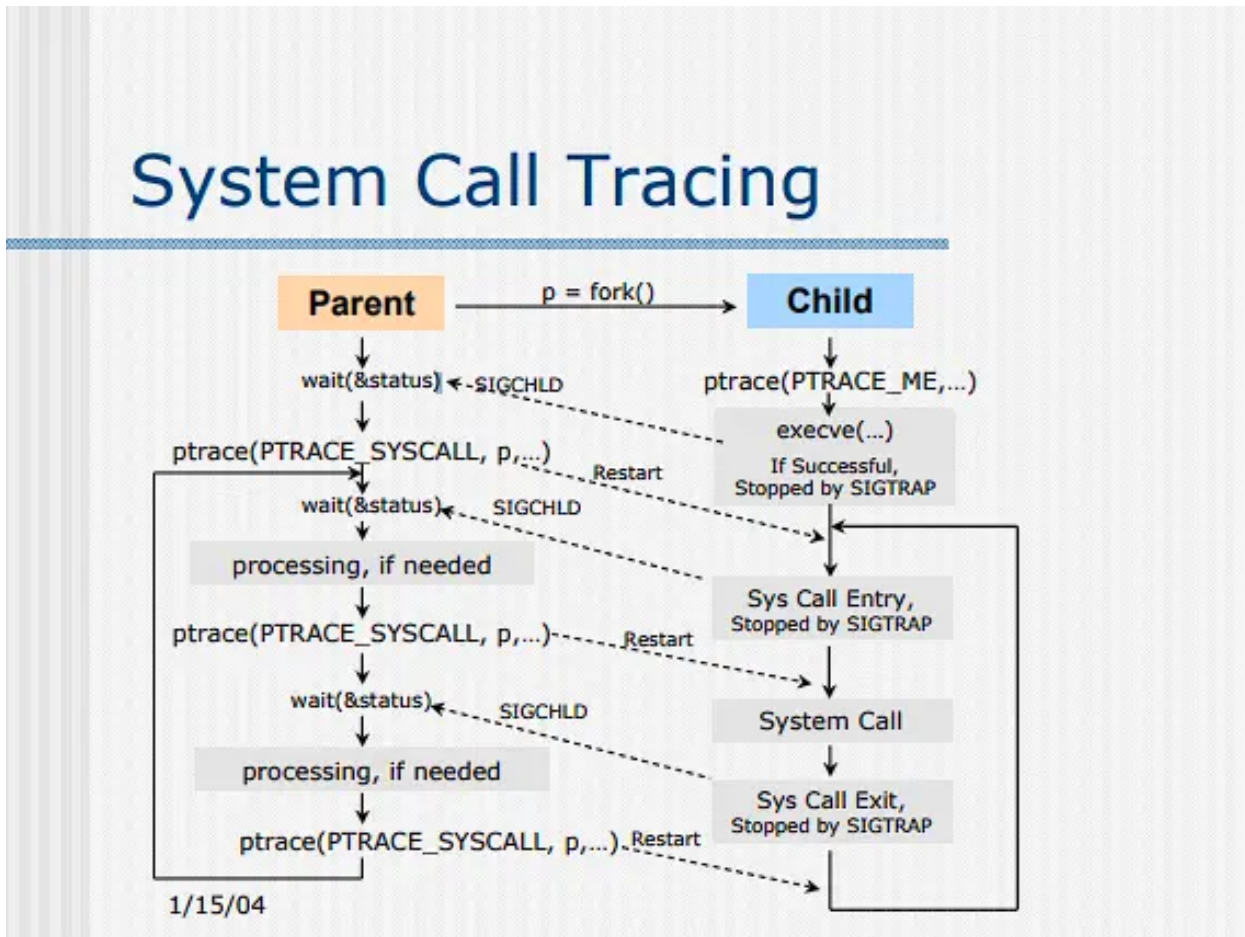 System Call Tracing
Parent
p = fork()
Child
wait(&status)
SIGCHLD
ptrace(PTRACE_ME,...)
execve(...)
If Successful,
Stopped by SIGTRAP
ptrace(PTRACE_SYSCALL, p,...)
Restart
wait(&status)
SIGCHLD
processing, if needed
Sys Call Entry,
Stopped by SIGTRAP
ptrace(PTRACE_SYSCALL, p,...)
Restart
wait(&status)
SIGCHLD
System Call
processing, if needed
Sys Call Exit,
Stopped by SIGTRAP
ptrace(PTRACE_SYSCALL, p,...)
Restart
1/15/04